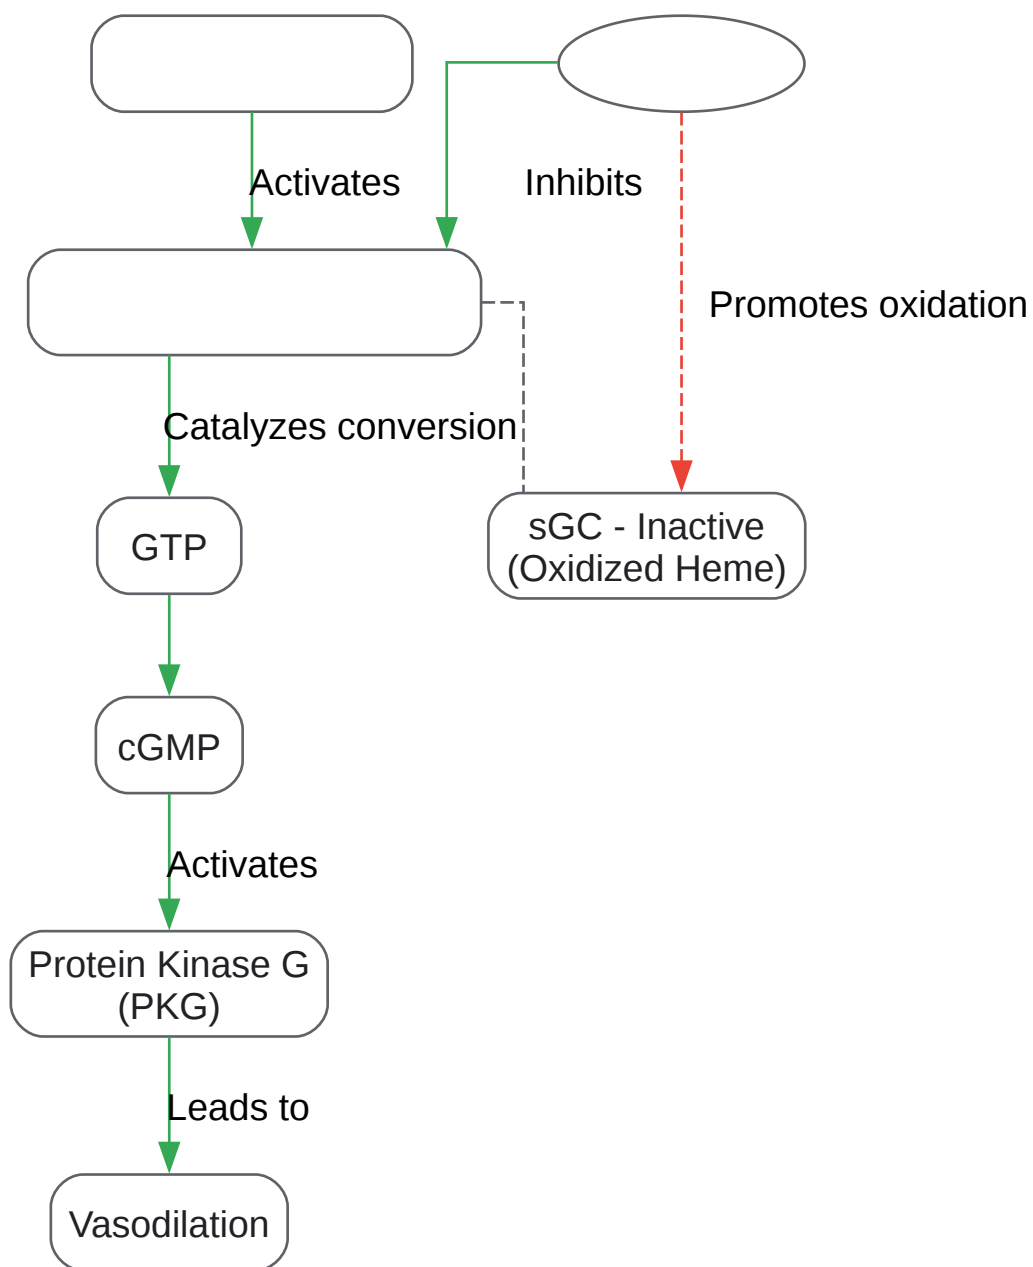 Activates
Inhibits
Promotes oxidation
Catalyzes conversion
sGC - Inactive
(Oxidized Heme)
GTP
cGMP
Activates
Protein Kinase G
(PKG)
Leads to
Vasodilation